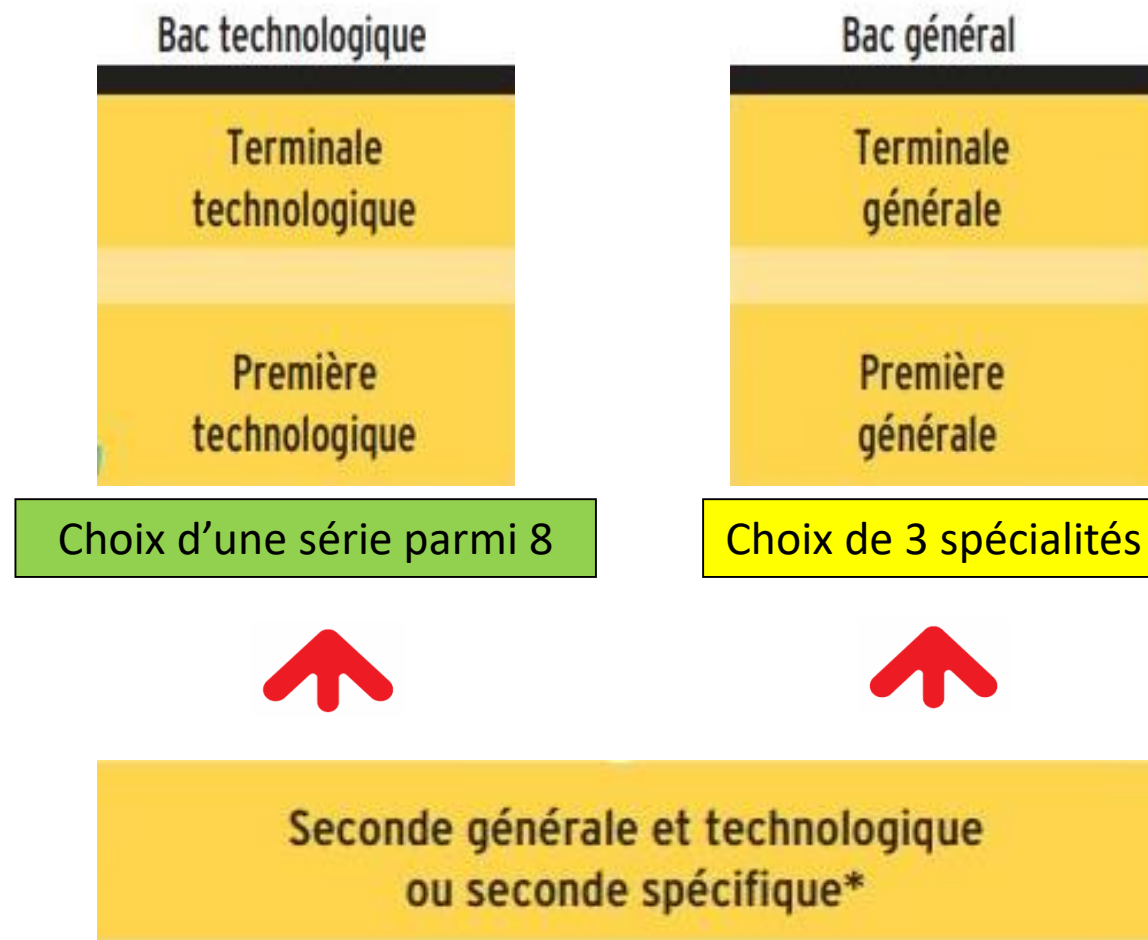 Bac technologique
Terminale
technologique
Première
technologique
Choix d'une série parmi 8
Bac général
Terminale
générale
Première
générale
Choix de 3 spécialités
Seconde générale et technologique
ou seconde spécifique*